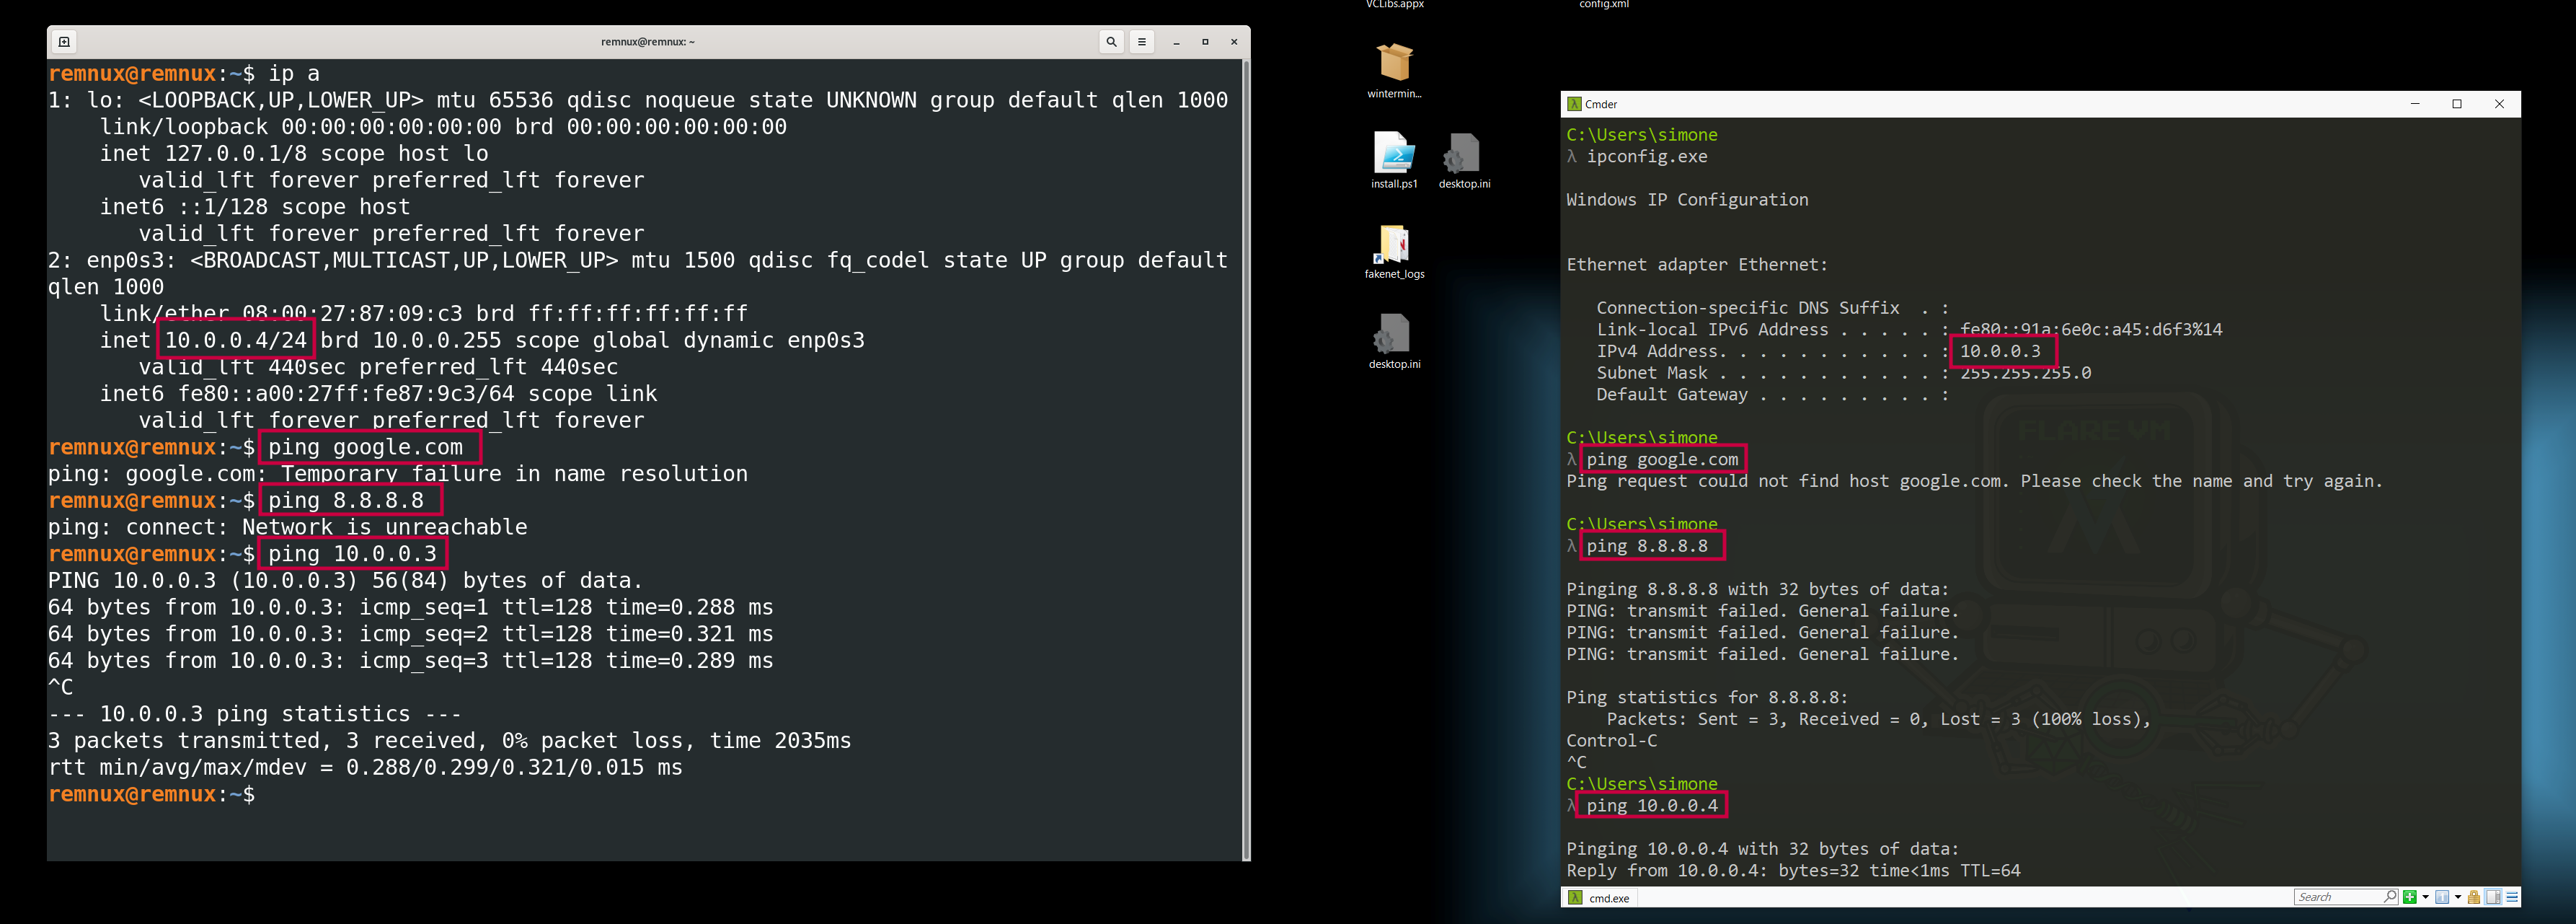 remnux@remnux: ~
remnux@remnux:~$ ip a
1: lo: <LOOPBACK,UP,LOWER_UP> mtu 65536 qdisc noqueue state UNKNOWN group default qlen 1000
    link/loopback 00:00:00:00:00:00 brd 00:00:00:00:00:00
    inet 127.0.0.1/8 scope host lo
       valid_lft forever preferred_lft forever
    inet6 ::1/128 scope host
       valid_lft forever preferred_lft forever
2: enp0s3: <BROADCAST,MULTICAST,UP,LOWER_UP> mtu 1500 qdisc fq_codel state UP group default
qlen 1000
    link/ether 08:00:27:87:09:c3 brd ff:ff:ff:ff:ff:ff
    inet 10.0.0.4/24 brd 10.0.0.255 scope global dynamic enp0s3
       valid_lft 440sec preferred_lft 440sec
    inet6 fe80::a00:27ff:fe87:9c3/64 scope link
       valid_lft forever preferred_lft forever
remnux@remnux:~$ ping google.com
ping: google.com: Temporary failure in name resolution
remnux@remnux:~$ ping 8.8.8.8
ping: connect: Network is unreachable
remnux@remnux:~$ ping 10.0.0.3
PING 10.0.0.3 (10.0.0.3) 56(84) bytes of data.
64 bytes from 10.0.0.3: icmp_seq=1 ttl=128 time=0.288 ms
64 bytes from 10.0.0.3: icmp_seq=2 ttl=128 time=0.321 ms
64 bytes from 10.0.0.3: icmp_seq=3 ttl=128 time=0.289 ms
^C
--- 10.0.0.3 ping statistics ---
3 packets transmitted, 3 received, 0% packet loss, time 2035ms
rtt min/avg/max/mdev = 0.288/0.299/0.321/0.015 ms
remnux@remnux:~$
VCLibs.appx
config.xml
wintermin...
install.ps1
desktop.ini
fakenet_logs
desktop.ini
Cmder
C:\Users\simone
λ ipconfig.exe
Windows IP Configuration
Ethernet adapter Ethernet:
   Connection-specific DNS Suffix  . :
   Link-local IPv6 Address . . . . . : fe80::91a:6e0c:a45:d6f3%14
   IPv4 Address. . . . . . . . . . . : 10.0.0.3
   Subnet Mask . . . . . . . . . . . : 255.255.255.0
   Default Gateway . . . . . . . . . :
C:\Users\simone
λ ping google.com
Ping request could not find host google.com. Please check the name and try again.
C:\Users\simone
λ ping 8.8.8.8
Pinging 8.8.8.8 with 32 bytes of data:
PING: transmit failed. General failure.
PING: transmit failed. General failure.
PING: transmit failed. General failure.
Ping statistics for 8.8.8.8:
    Packets: Sent = 3, Received = 0, Lost = 3 (100% loss),
Control-C
^C
C:\Users\simone
λ ping 10.0.0.4
Pinging 10.0.0.4 with 32 bytes of data:
Reply from 10.0.0.4: bytes=32 time<1ms TTL=64
FLARE VM
cmd.exe
Search